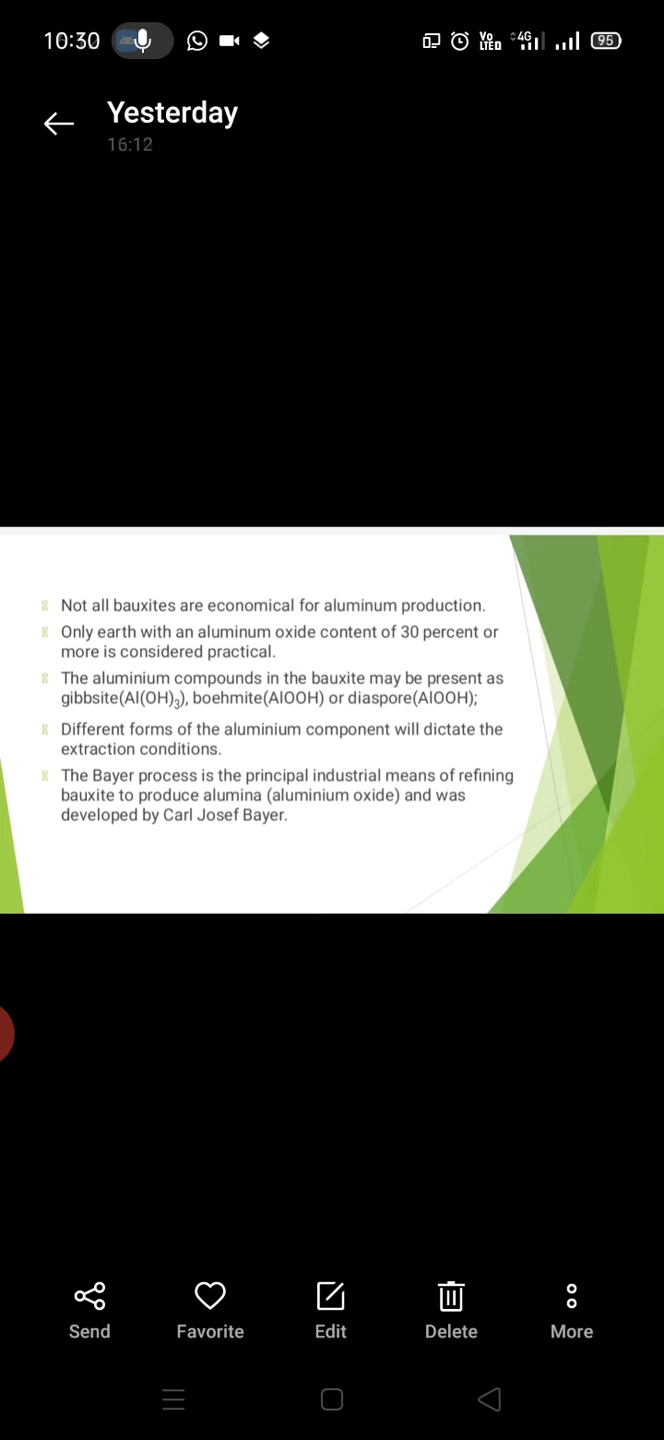 10:30
Vo
LTED
4G
95
Yesterday
16:12
Not all bauxites are economical for aluminum production.
Only earth with an aluminum oxide content of 30 percent or
more is considered practical.
The aluminium compounds in the bauxite may be present as
gibbsite(Al(OH)₃), boehmite(AlOOH) or diaspore(AlOOH);
Different forms of the aluminium component will dictate the
extraction conditions.
The Bayer process is the principal industrial means of refining
bauxite to produce alumina (aluminium oxide) and was
developed by Carl Josef Bayer.
Send
Favorite
Edit
Delete
More